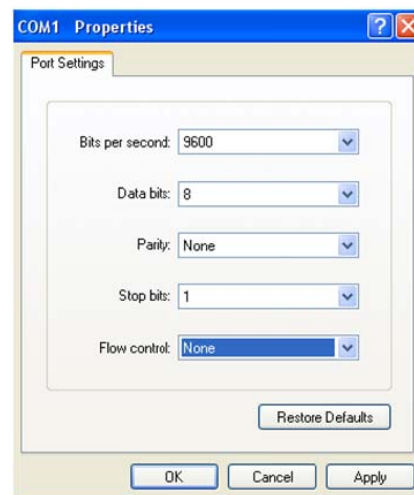 COM1 Properties
Port Settings
Bits per second: 9600
Data bits: 8
Parity: None
Stop bits: 1
Flow control: None
Restore Defaults
OK Cancel Apply